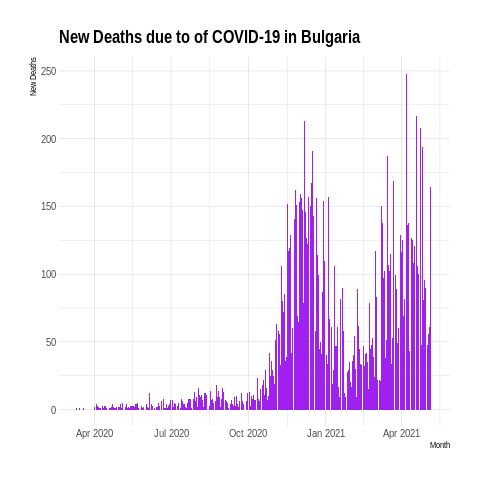 New Deaths due to of COVID-19 in Bulgaria
New Deaths
250
200
150
100
50
0
Apr 2020 Jul 2020 Oct 2020 Jan 2021 Apr 2021
Month